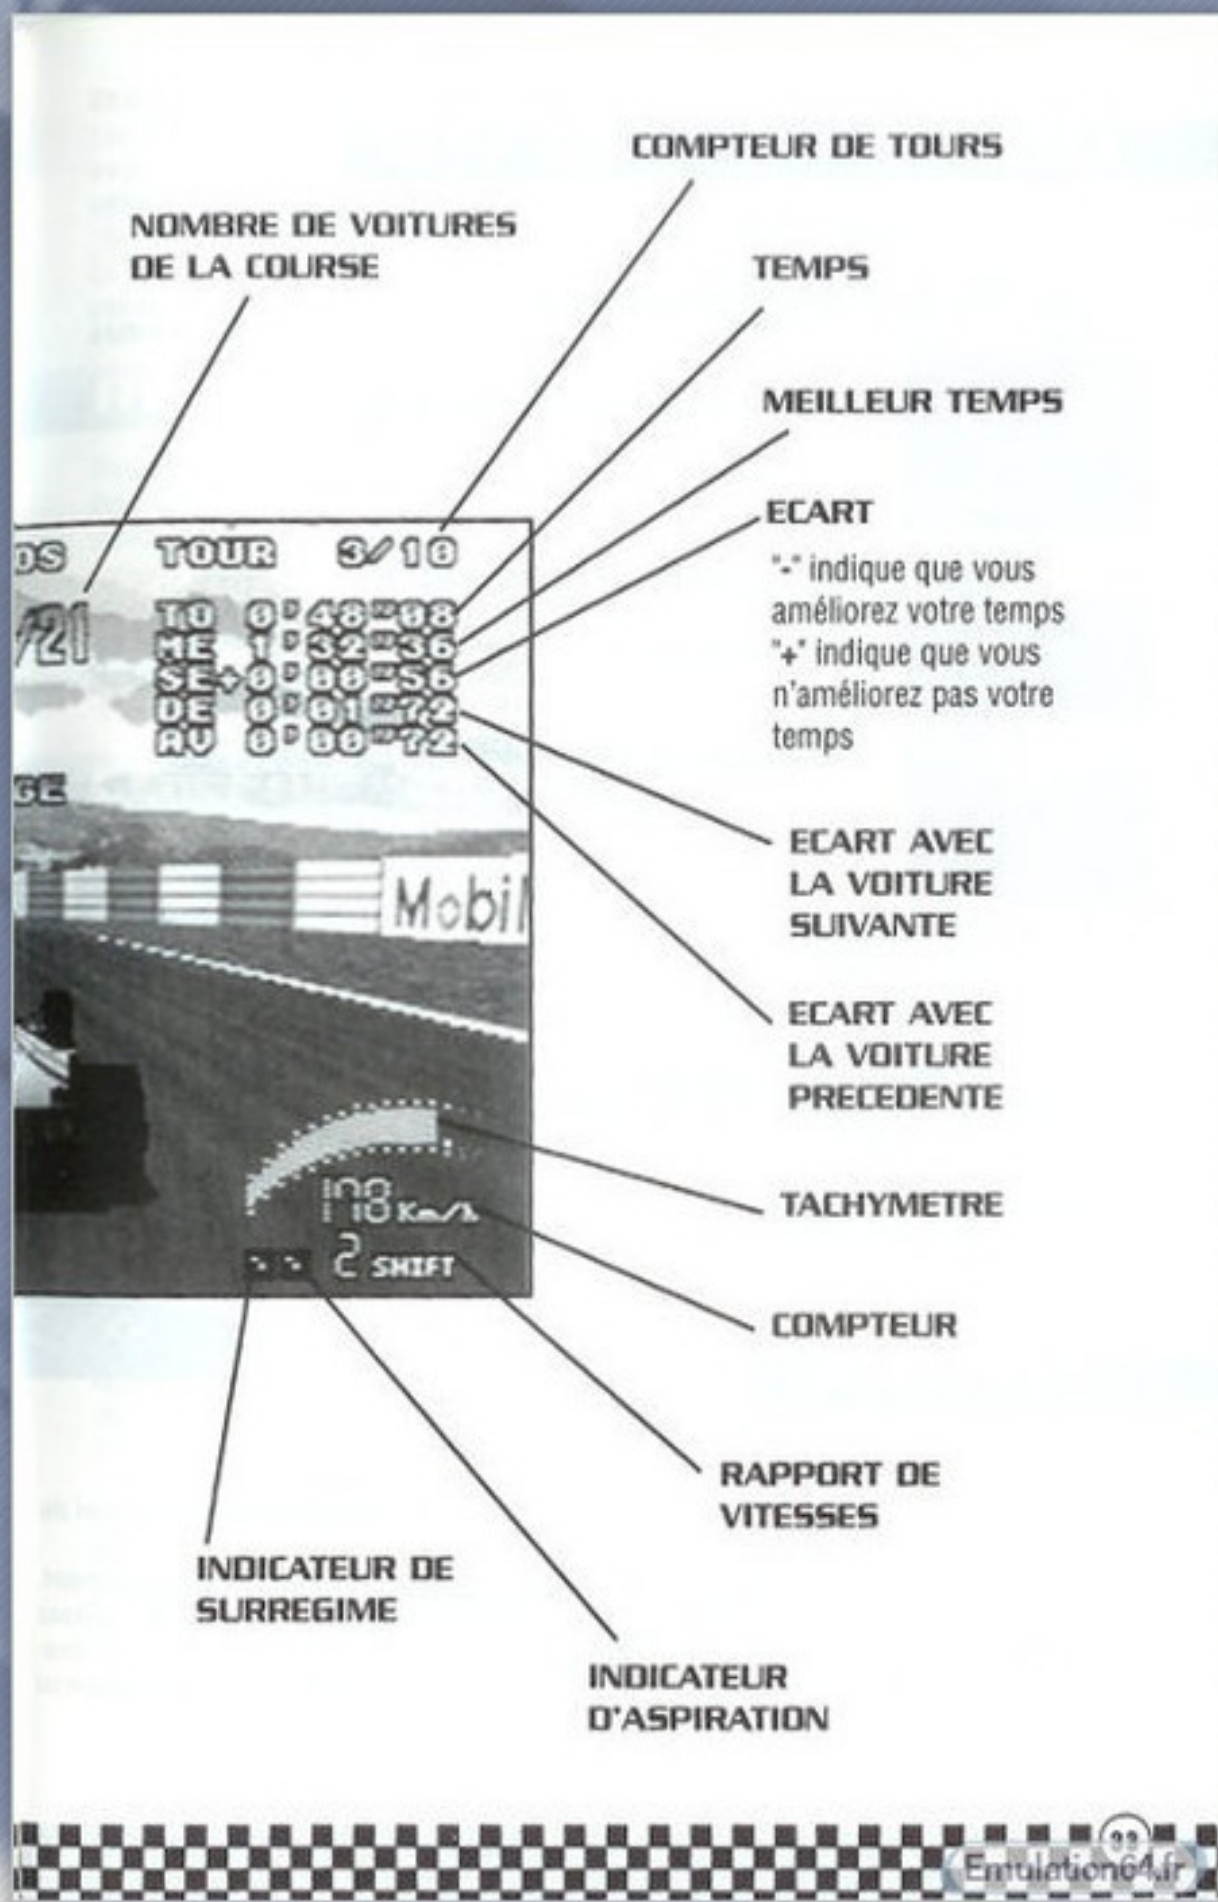 COMPTEUR DE TOURS
NOMBRE DE VOITURES
DE LA COURSE
TEMPS
MEILLEUR TEMPS
ECART
"-" indique que vous
améliorez votre temps
"+" indique que vous
n'améliorez pas votre
temps
TOUR 3/10
/21
TO 0'48"08
ME 1'32"36
SE+0'00"56
DE 0'01"72
AV 0'00"72
Mobil
ECART AVEC
LA VOITURE
SUIVANTE
ECART AVEC
LA VOITURE
PRECEDENTE
TACHYMETRE
178 Km/h
2 SHIFT
COMPTEUR
RAPPORT DE
VITESSES
INDICATEUR DE
SURREGIME
INDICATEUR
D'ASPIRATION
33
Emulation64.fr